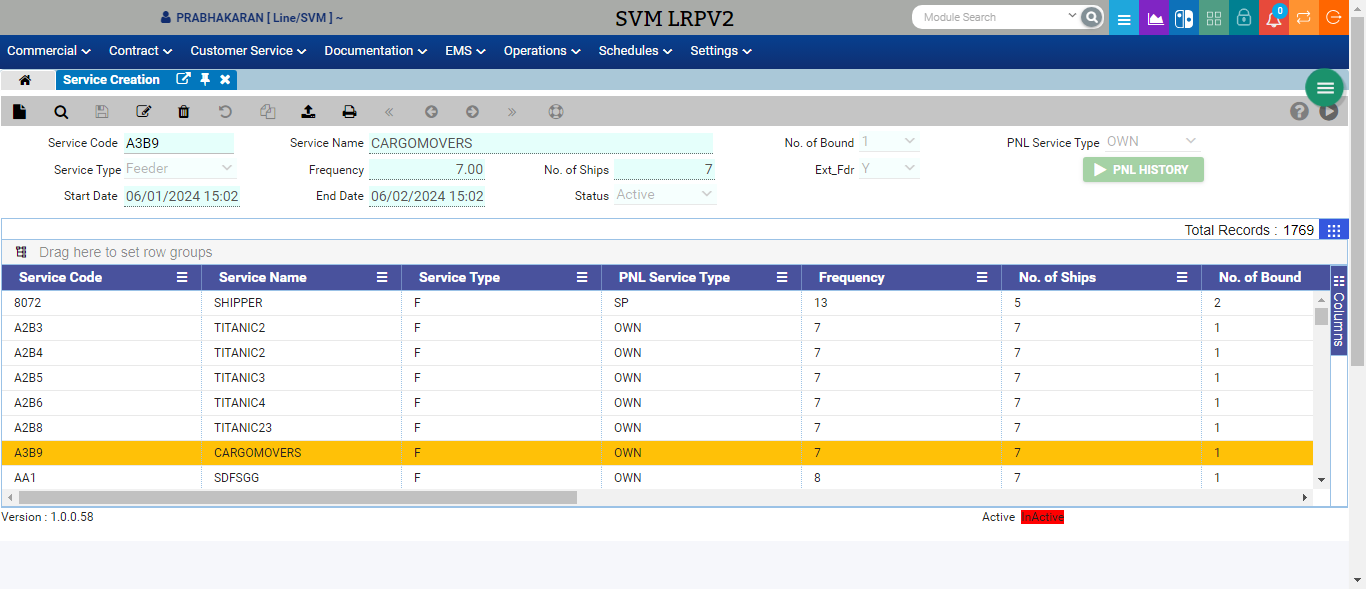 PRABHAKARAN [ Line/SVM ] ~ SVM LRPV2 Module Search 0
Commercial Contract Customer Service Documentation EMS Operations Schedules Settings
Service Creation
Service Code A3B9 Service Name CARGOMOVERS No. of Bound 1 PNL Service Type OWN
Service Type Feeder Frequency 7.00 No. of Ships 7 Ext_Fdr Y PNL HISTORY
Start Date 06/01/2024 15:02 End Date 06/02/2024 15:02 Status Active
Total Records : 1769
Drag here to set row groups
Service Code Service Name Service Type PNL Service Type Frequency No. of Ships No. of Bound
8072 SHIPPER F SP 13 5 2
A2B3 TITANIC2 F OWN 7 7 1
A2B4 TITANIC2 F OWN 7 7 1
A2B5 TITANIC3 F OWN 7 7 1
A2B6 TITANIC4 F OWN 7 7 1
A2B8 TITANIC23 F OWN 7 7 1
A3B9 CARGOMOVERS F OWN 7 7 1
AA1 SDFSGG F OWN 8 7 1
Columns
Version : 1.0.0.58 Active InActive